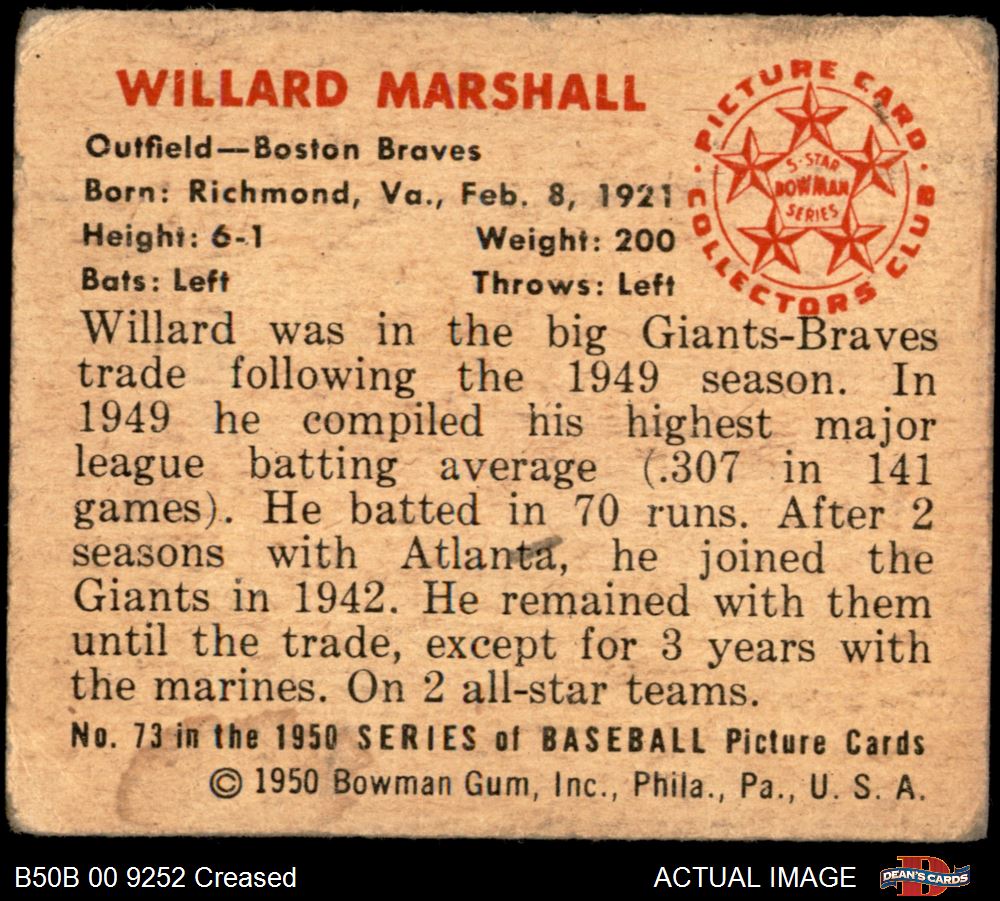 WILLARD MARSHALL
Outfield—Boston Braves
Born: Richmond, Va., Feb. 8, 1921
Height: 6-1 Weight: 200
Bats: Left Throws: Left
PICTURE CARD COLLECTORS CLUB
5-STAR
BOWMAN
SERIES
Willard was in the big Giants-Braves
trade following the 1949 season. In
1949 he compiled his highest major
league batting average (.307 in 141
games). He batted in 70 runs. After 2
seasons with Atlanta, he joined the
Giants in 1942. He remained with them
until the trade, except for 3 years with
the marines. On 2 all-star teams.
No. 73 in the 1950 SERIES of BASEBALL Picture Cards
© 1950 Bowman Gum, Inc., Phila., Pa., U. S. A.
B50B 00 9252 Creased ACTUAL IMAGE
D
DEAN'S CARDS